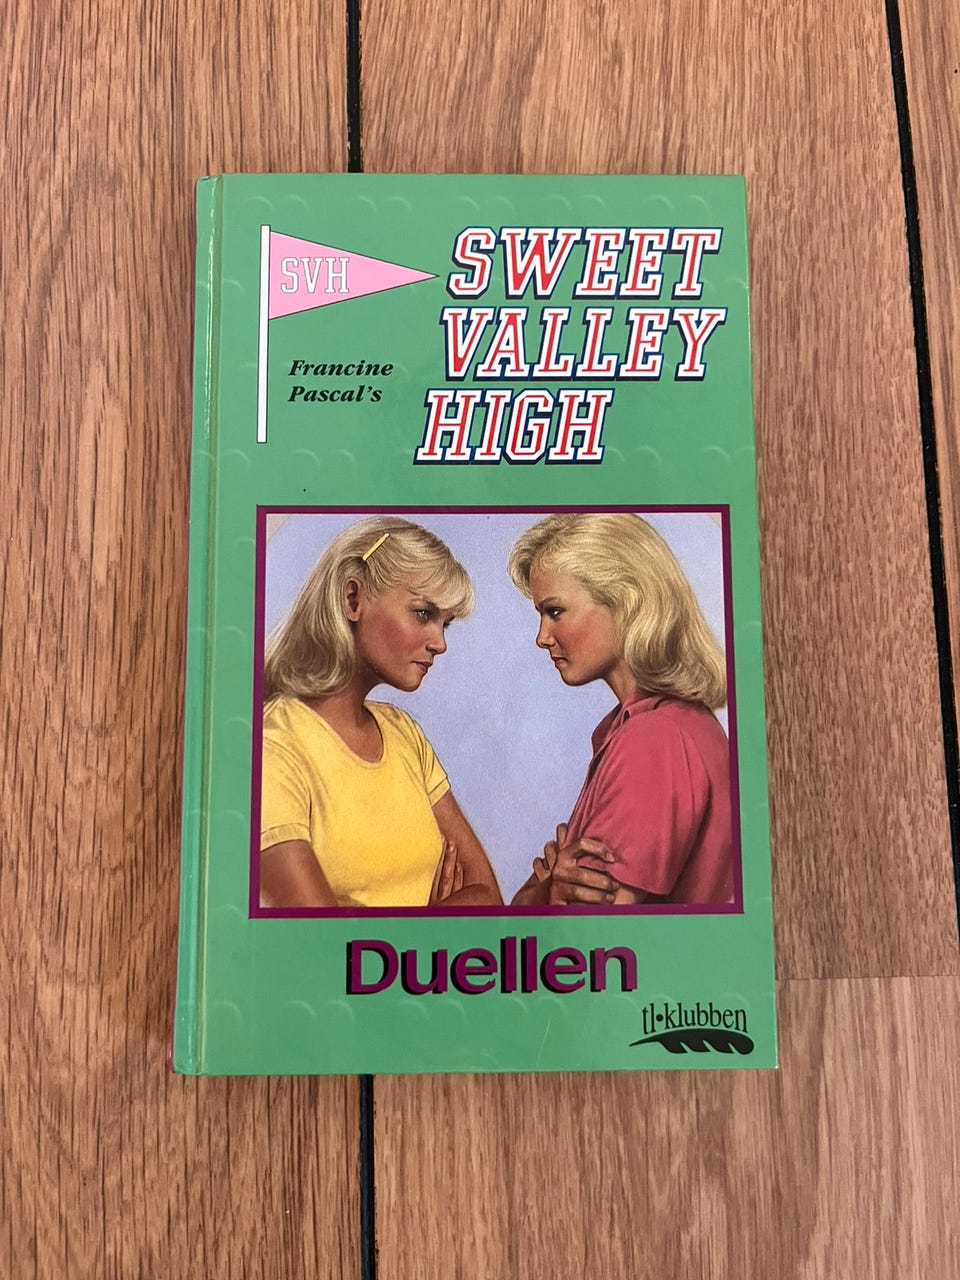 SVH
SWEET
VALLEY
HIGH
Francine
Pascal's
Duellen
tl•klubben